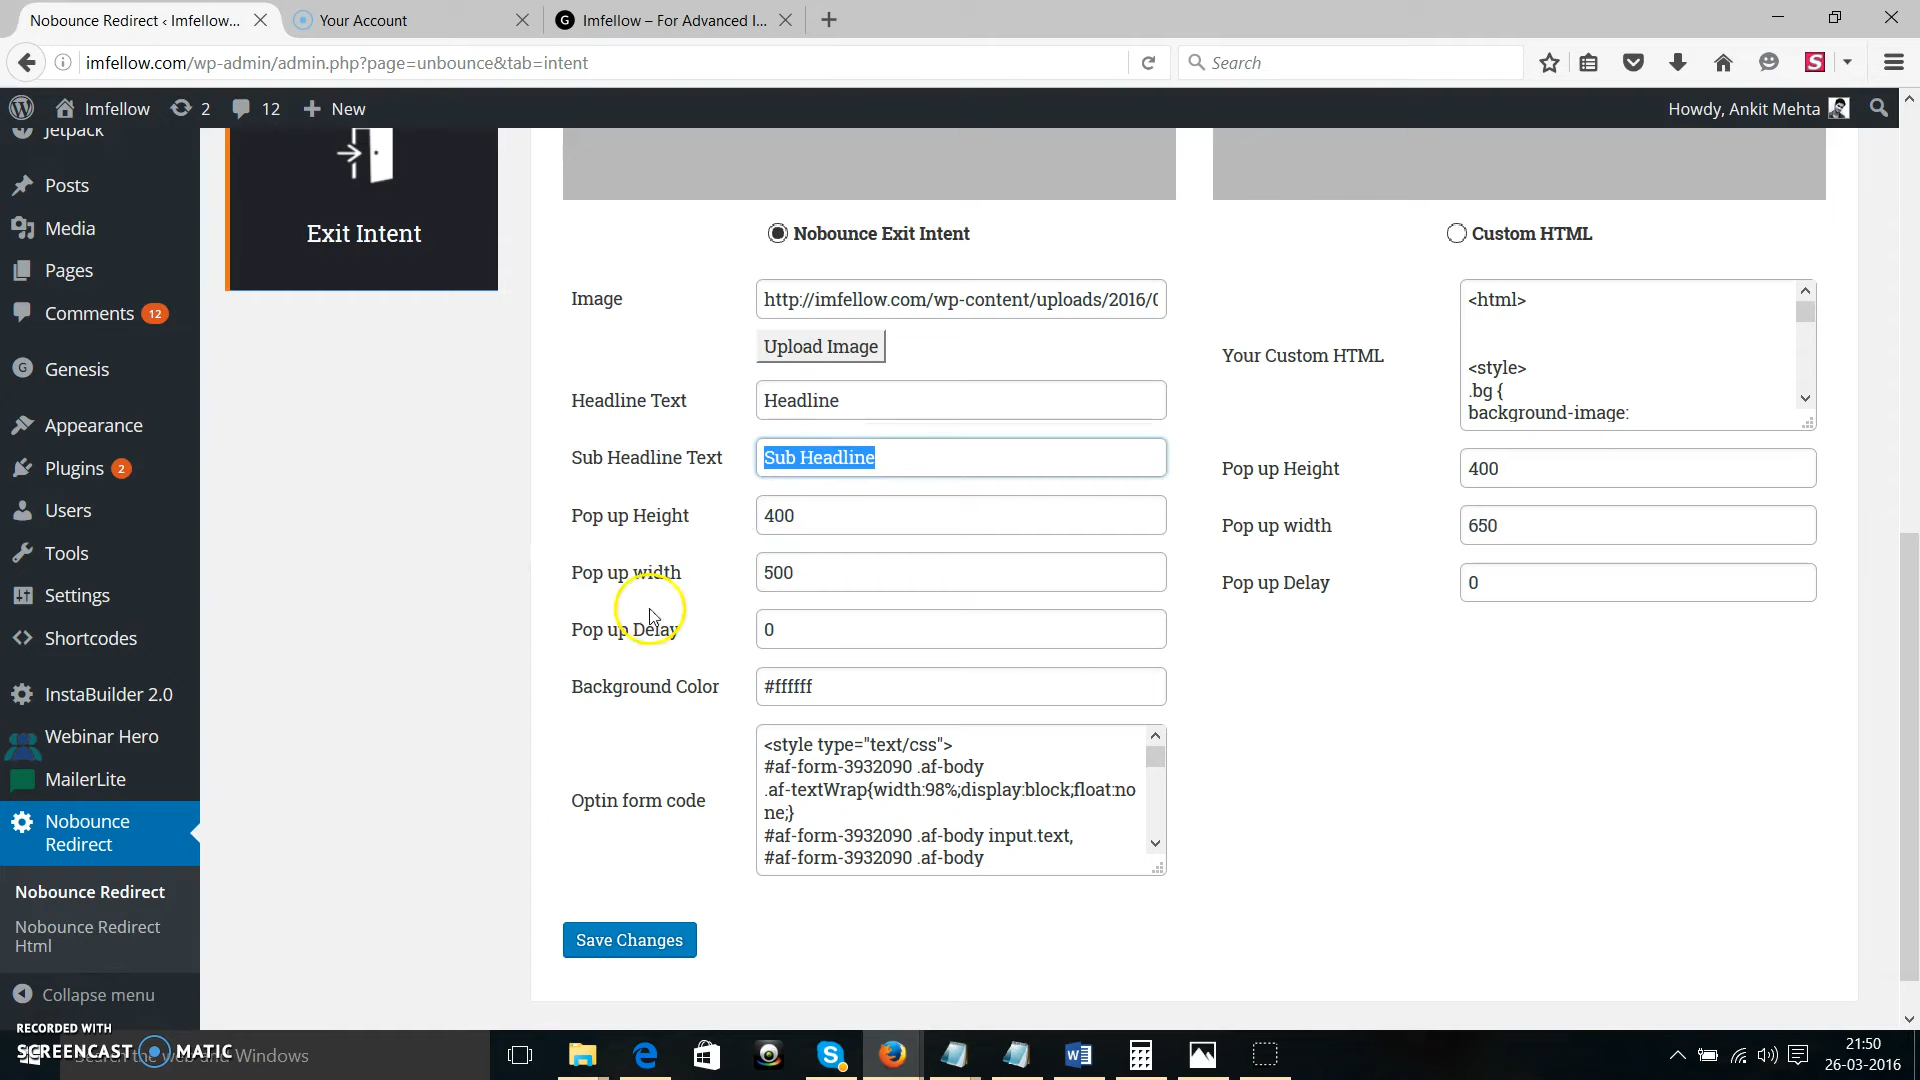 Nobounce Redirect ‹ Imfellow...
Your Account
Imfellow – For Advanced I...
imfellow.com/wp-admin/admin.php?page=unbounce&tab=intent
Search
Imfellow
2
12
New
Howdy, Ankit Mehta
Jetpack
Posts
Media
Pages
Comments 12
Genesis
Appearance
Plugins 2
Users
Tools
Settings
Shortcodes
InstaBuilder 2.0
Webinar Hero
MailerLite
Nobounce
Redirect
Nobounce Redirect
Nobounce Redirect
Html
Collapse menu
Exit Intent
Nobounce Exit Intent
Image
http://imfellow.com/wp-content/uploads/2016/0
Upload Image
Headline Text
Headline
Sub Headline Text
Sub Headline
Pop up Height
400
Pop up width
500
Pop up Delay
0
Background Color
#ffffff
Optin form code
<style type="text/css">
#af-form-3932090 .af-body
.af-textWrap{width:98%;display:block;float:no
ne;}
#af-form-3932090 .af-body input.text,
#af-form-3932090 .af-body
Save Changes
Custom HTML
Your Custom HTML
<html>
<style>
.bg {
background-image:
Pop up Height
400
Pop up width
650
Pop up Delay
0
RECORDED WITH
SCREENCAST MATIC
Search the web and Windows
21:50
26-03-2016